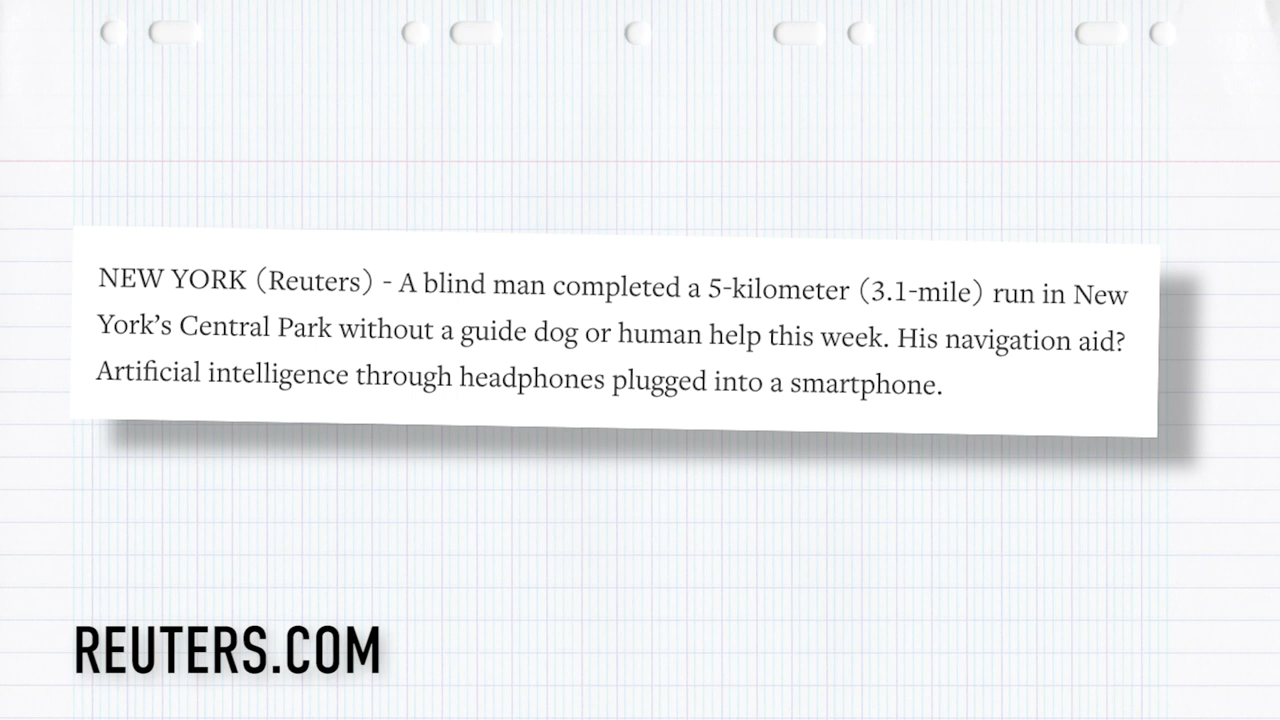 NEW YORK (Reuters) - A blind man completed a 5-kilometer (3.1-mile) run in New
York’s Central Park without a guide dog or human help this week. His navigation aid?
Artificial intelligence through headphones plugged into a smartphone.
REUTERS.COM